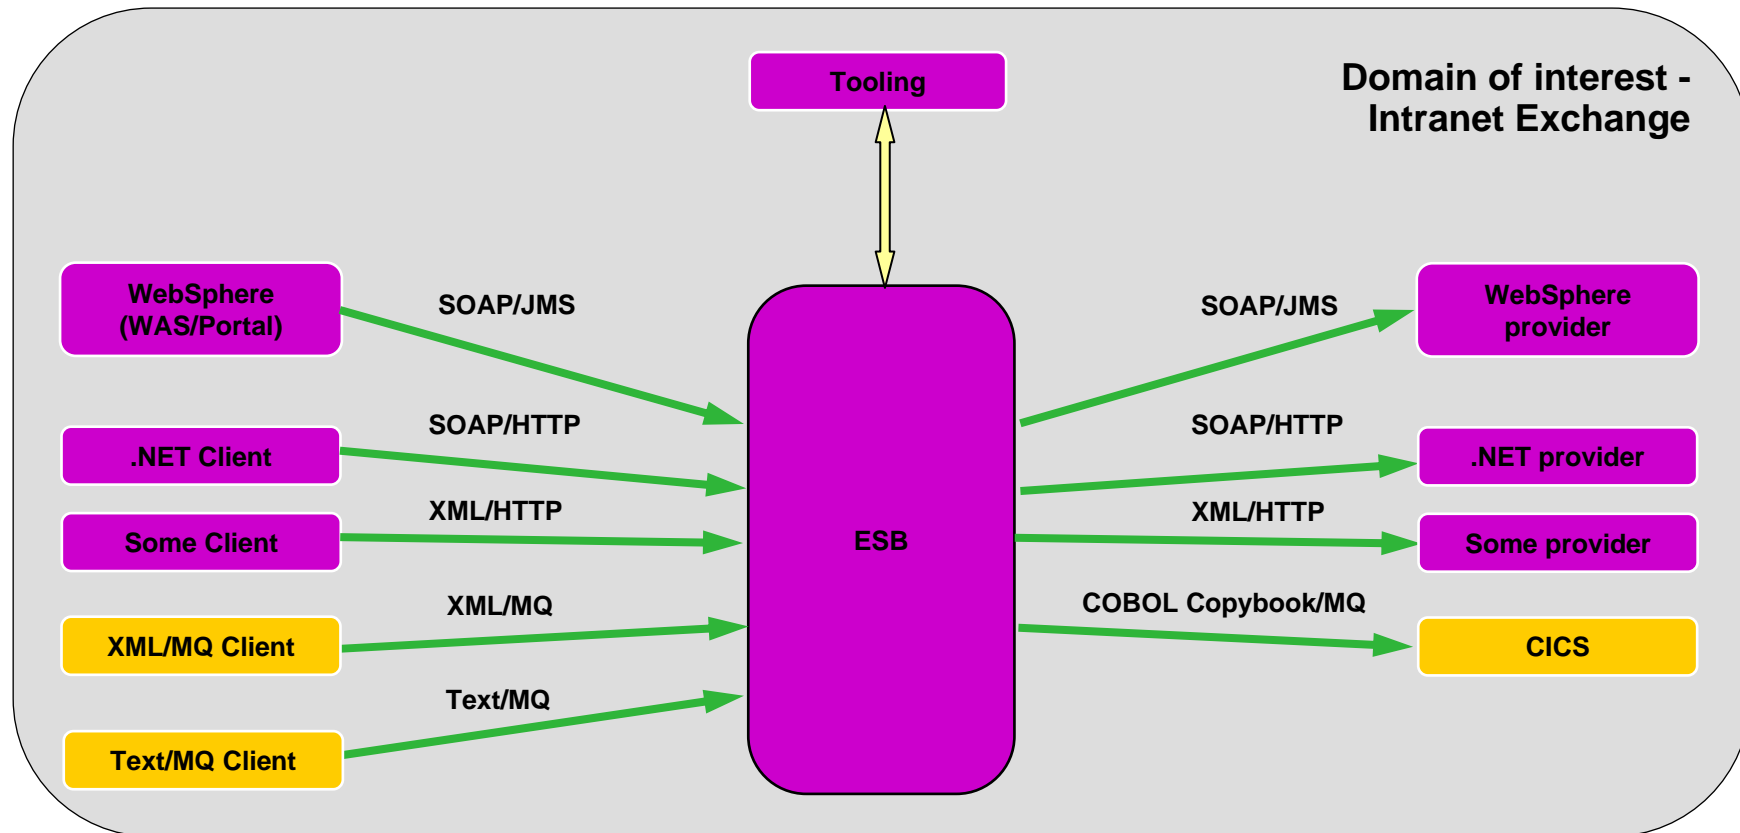 Tooling
Domain of interest -
Intranet Exchange
WebSphere
(WAS/Portal)
SOAP/JMS
SOAP/JMS
WebSphere
provider
.NET Client
SOAP/HTTP
SOAP/HTTP
.NET provider
Some Client
XML/HTTP
ESB
XML/HTTP
Some provider
XML/MQ Client
XML/MQ
COBOL Copybook/MQ
CICS
Text/MQ Client
Text/MQ